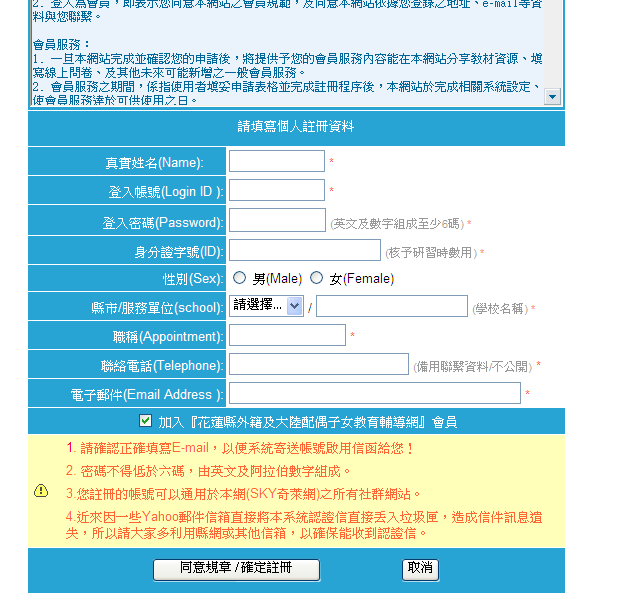 2. 登入為會員，即表示您同意本網站之會員規範，及同意本網站依據您登錄之地址、e-mail等資
料與您聯繫。
會員服務：
1. 一旦本網站完成並確認您的申請後，將提供予您的會員服務內容能在本網站分享教材資源、填
寫線上問卷、及其他未來可能新增之一般會員服務。
2. 會員服務之期間，係指使用者填妥申請表格並完成註冊程序後，本網站於完成相關系統設定、
使會員服務達於可供使用之日。
請填寫個人註冊資料
真實姓名(Name): *
登入帳號(Login ID ): *
登入密碼(Password): (英文及數字組成至少6碼) *
身分證字號(ID): (核予研習時數用) *
性別(Sex): 男(Male) 女(Female)
縣市/服務單位(school): 請選擇... / (學校名稱) *
職稱(Appointment): *
聯絡電話(Telephone): (備用聯繫資料/不公開) *
電子郵件(Email Address ): *
加入『花蓮縣外籍及大陸配偶子女教育輔導網』會員
1. 請確認正確填寫E-mail，以便系統寄送帳號啟用信函給您！
2. 密碼不得低於六碼，由英文及阿拉伯數字組成。
3.您註冊的帳號可以通用於本網(SKY奇萊網)之所有社群網站。
4.近來因一些Yahoo郵件信箱直接將本系統認證信直接丟入垃圾匣，造成信件訊息遺
失，所以請大家多利用縣網或其他信箱，以確保能收到認證信。
同意規章 / 確定註冊 取消